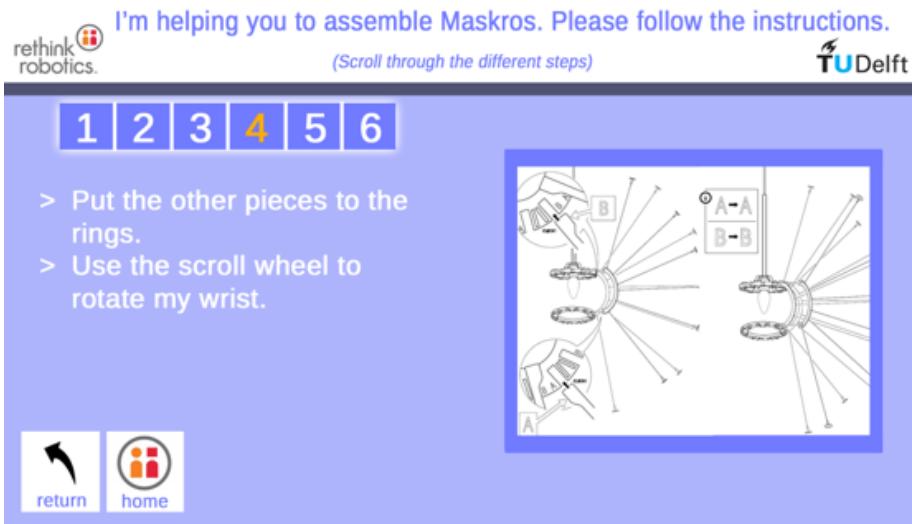 I'm helping you to assemble Maskros. Please follow the instructions.
rethink
robotics.
(Scroll through the different steps)
TUDelft
1 2 3 4 5 6
> Put the other pieces to the
rings.
> Use the scroll wheel to
rotate my wrist.
B
A-A
B-B
A
return
home